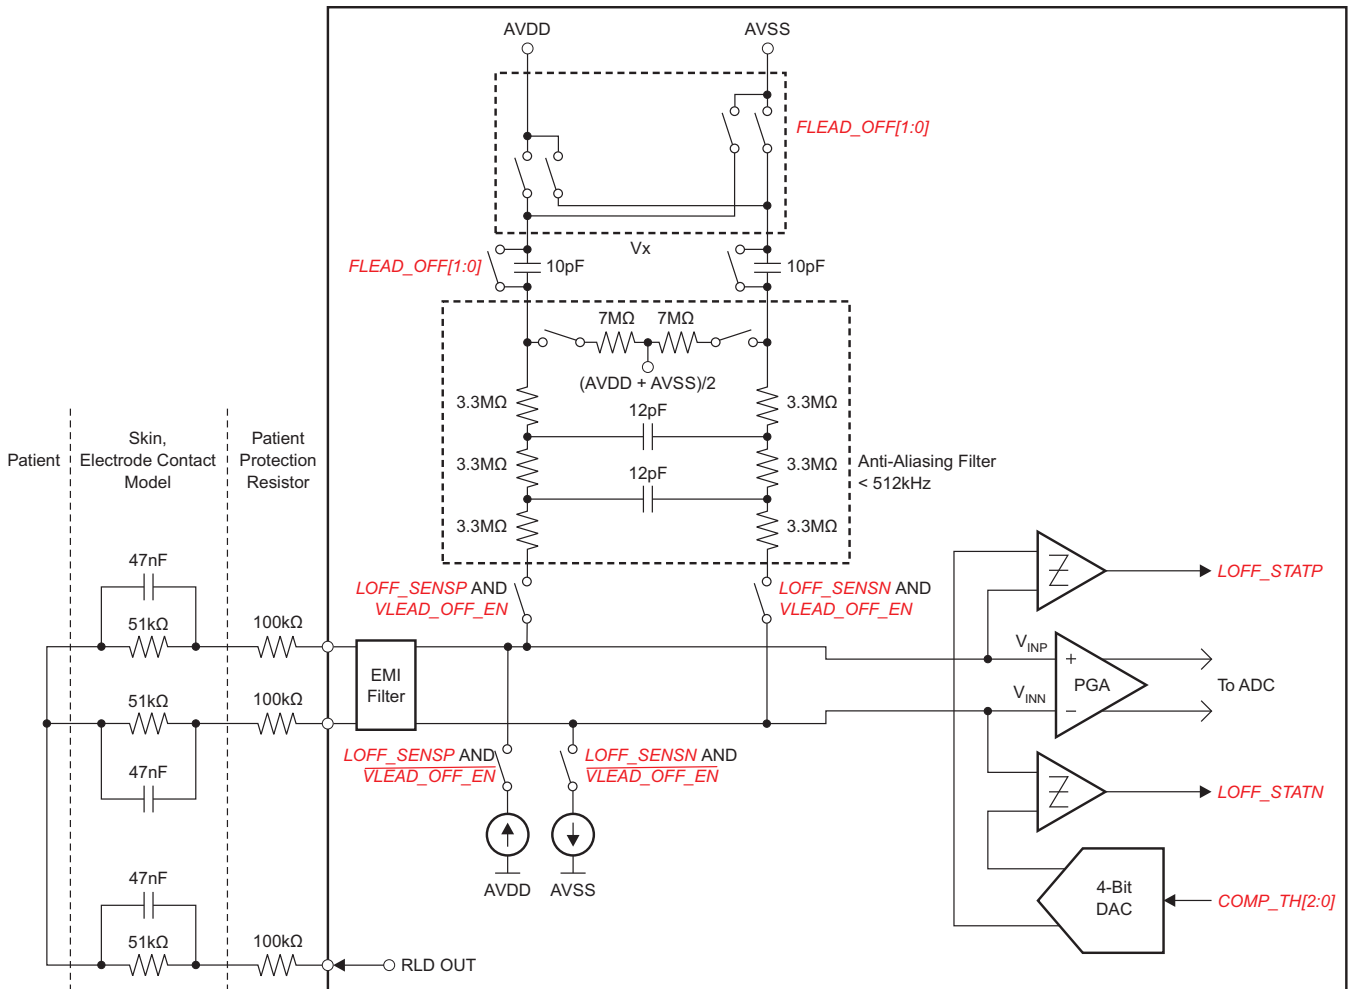 AVDD
AVSS
FLEAD_OFF[1:0]
Vx
FLEAD_OFF[1:0]
10pF
10pF
7MΩ
7MΩ
(AVDD + AVSS)/2
3.3MΩ
12pF
3.3MΩ
Patient
Skin,
Electrode Contact
Model
Patient
Protection
Resistor
3.3MΩ
12pF
3.3MΩ
Anti-Aliasing Filter
< 512kHz
3.3MΩ
3.3MΩ
47nF
LOFF_SENSP AND
VLEAD_OFF_EN
LOFF_SENSN AND
VLEAD_OFF_EN
LOFF_STATP
51kΩ
100kΩ
EMI
Filter
VINP
+
PGA
To ADC
51kΩ
100kΩ
VINN
−
47nF
LOFF_SENSP AND
VLEAD_OFF_EN
LOFF_SENSN AND
VLEAD_OFF_EN
LOFF_STATN
AVDD
AVSS
47nF
4-Bit
DAC
COMP_TH[2:0]
51kΩ
100kΩ
RLD OUT